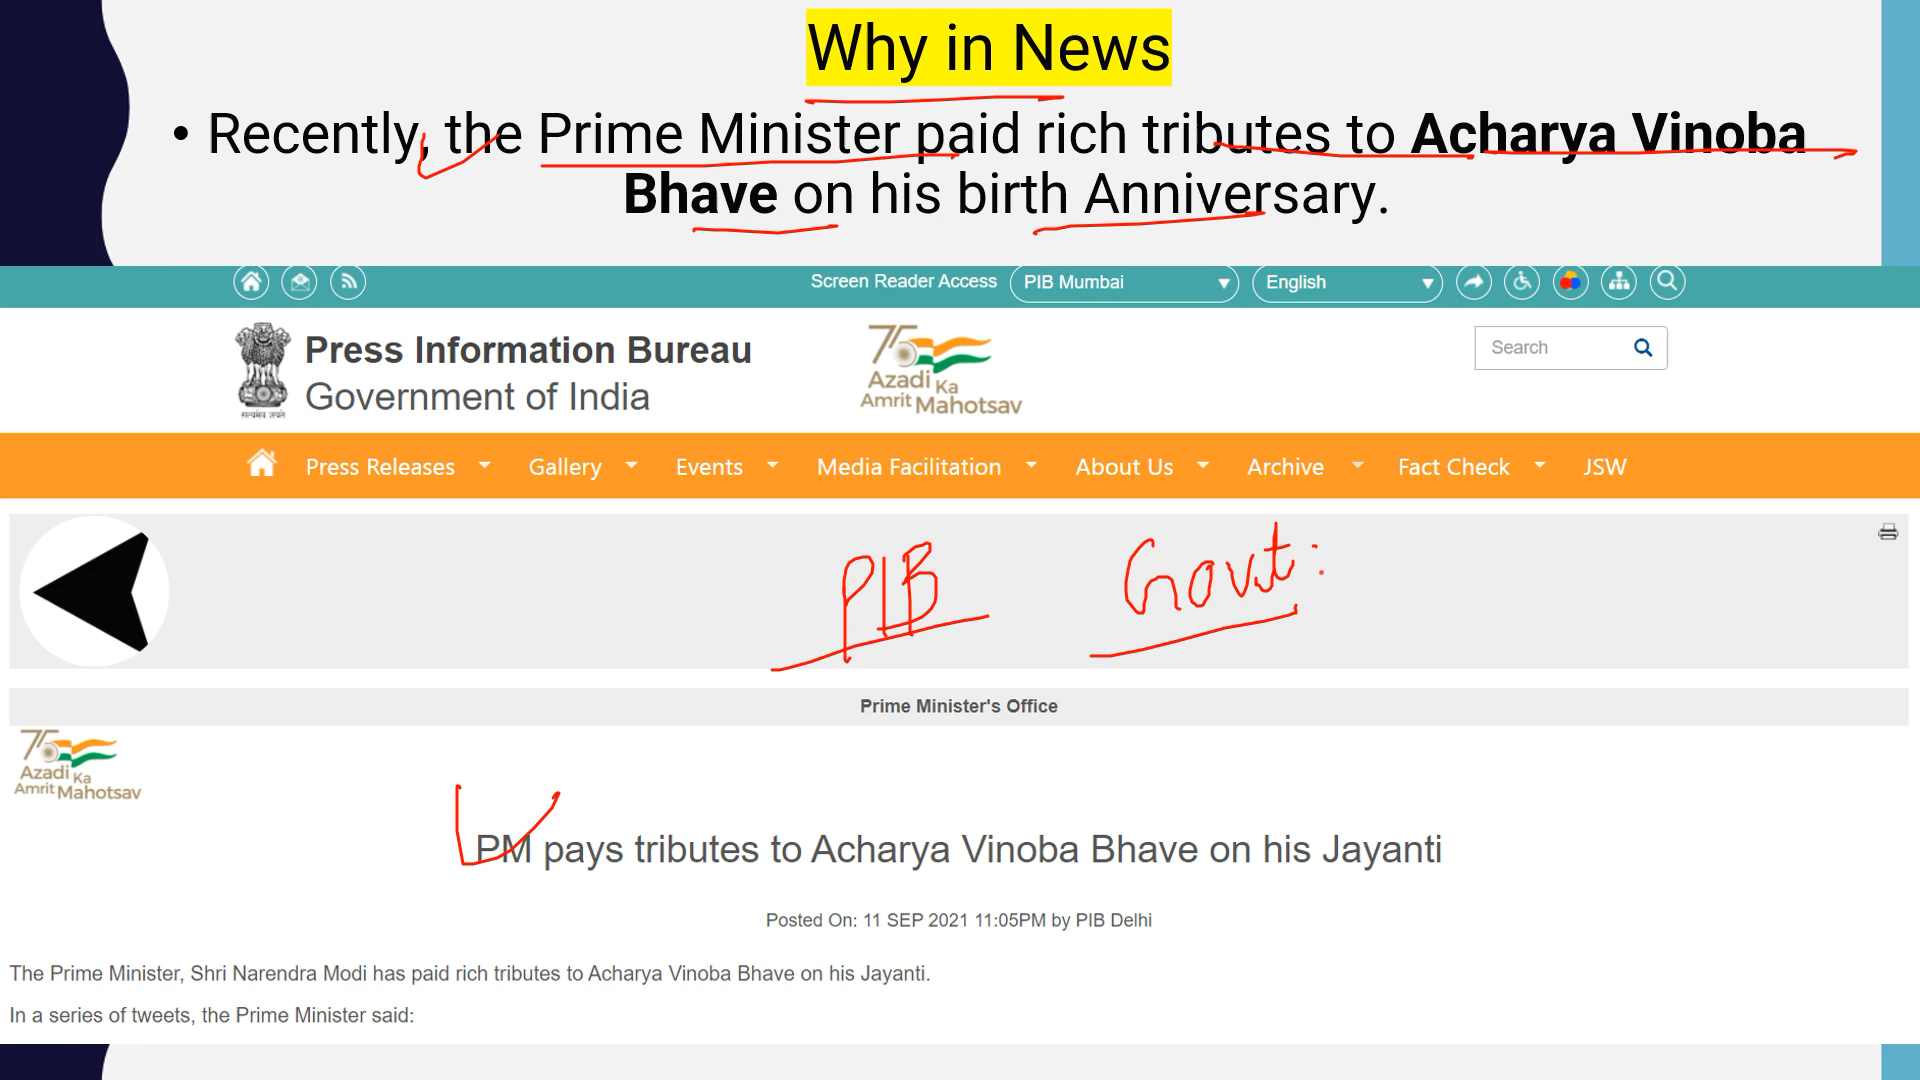 Why in News
• Recently, the Prime Minister paid rich tributes to Acharya Vinoba
Bhave on his birth Anniversary.
Screen Reader Access PIB Mumbai English
Press Information Bureau
Government of India
सत्यमेव जयते
75
Azadi Ka
Amrit Mahotsav
Search
Press Releases Gallery Events Media Facilitation About Us Archive Fact Check JSW
PIB Govt:
Prime Minister's Office
75
Azadi Ka
Amrit Mahotsav
PM pays tributes to Acharya Vinoba Bhave on his Jayanti
Posted On: 11 SEP 2021 11:05PM by PIB Delhi
The Prime Minister, Shri Narendra Modi has paid rich tributes to Acharya Vinoba Bhave on his Jayanti.
In a series of tweets, the Prime Minister said: